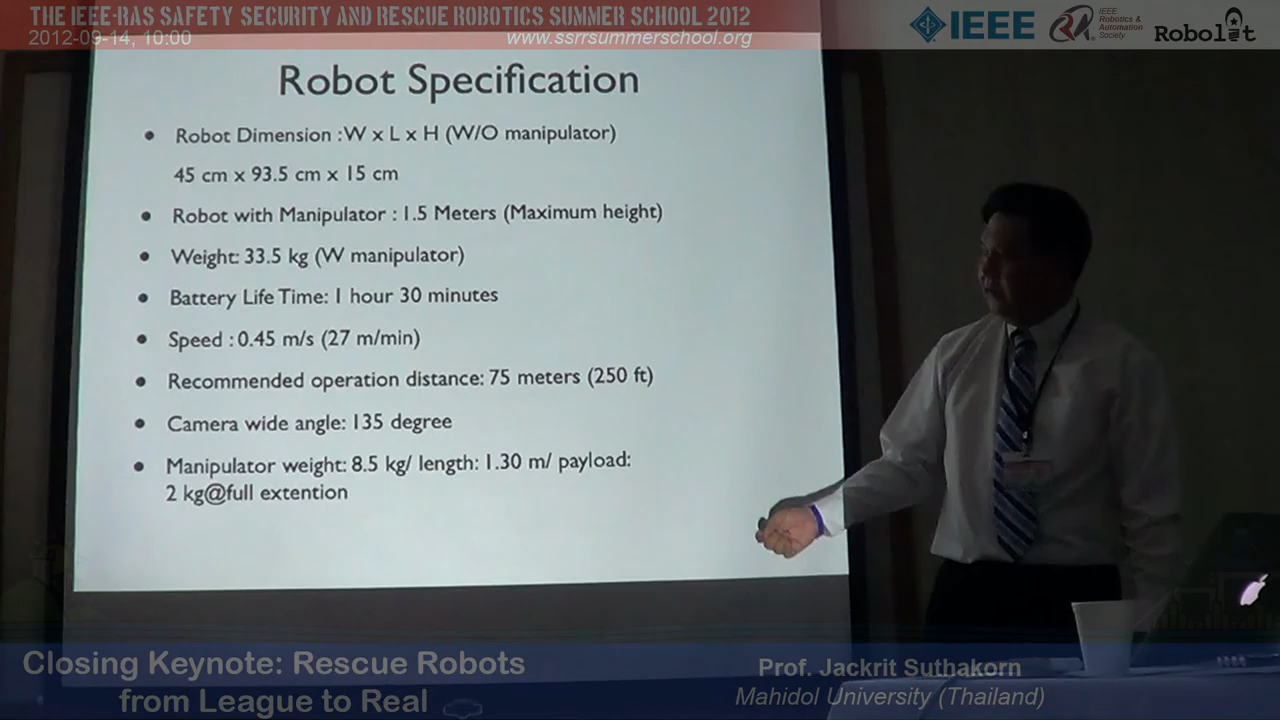 THE IEEE-RAS SAFETY SECURITY AND RESCUE ROBOTICS SUMMER SCHOOL 2012
2012-09-14, 10:00
www.ssrrsummerschool.org
IEEE
IEEE
Robotics &
Automation
Society
Robolit
Robot Specification
• Robot Dimension : W x L x H (W/O manipulator)
45 cm x 93.5 cm x 15 cm
• Robot with Manipulator : 1.5 Meters (Maximum height)
• Weight: 33.5 kg (W manipulator)
• Battery Life Time: 1 hour 30 minutes
• Speed : 0.45 m/s (27 m/min)
• Recommended operation distance: 75 meters (250 ft)
• Camera wide angle: 135 degree
• Manipulator weight: 8.5 kg/ length: 1.30 m/ payload:
2 kg@full extention
Closing Keynote: Rescue Robots
from League to Real
Prof. Jackrit Suthakorn
Mahidol University (Thailand)